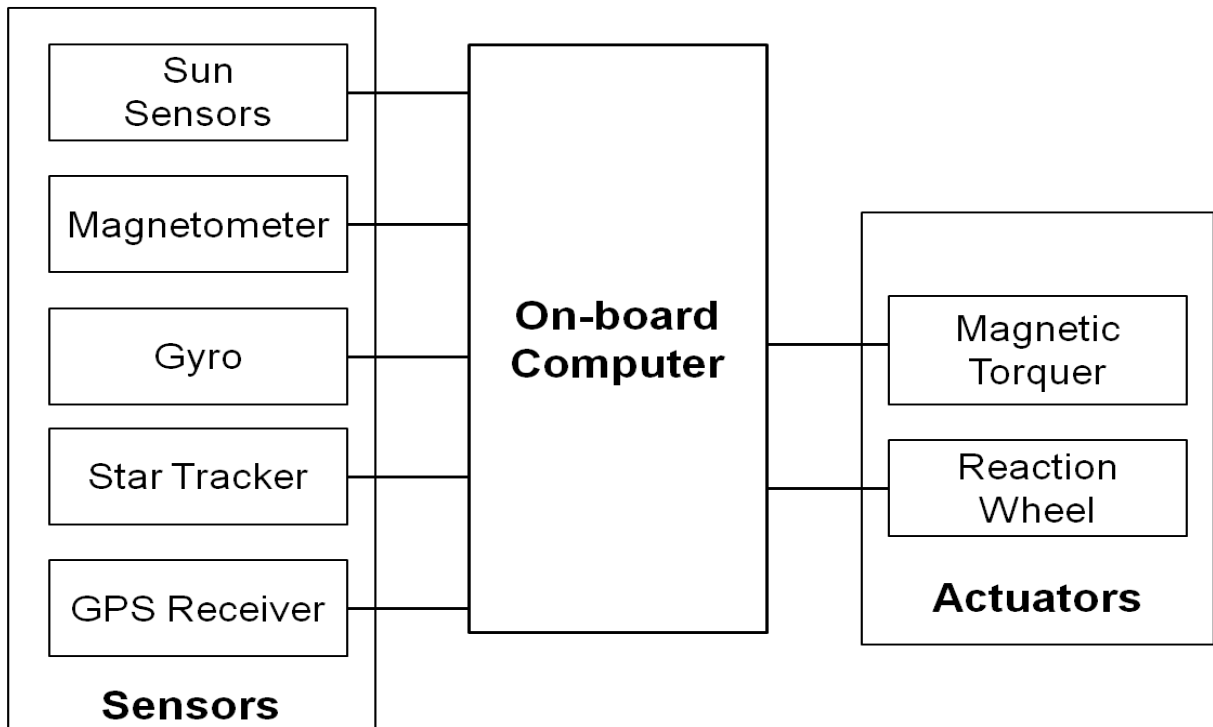 Sun
Sensors
Magnetometer
Gyro
Star Tracker
GPS Receiver
Sensors
On-board
Computer
Magnetic
Torquer
Reaction
Wheel
Actuators